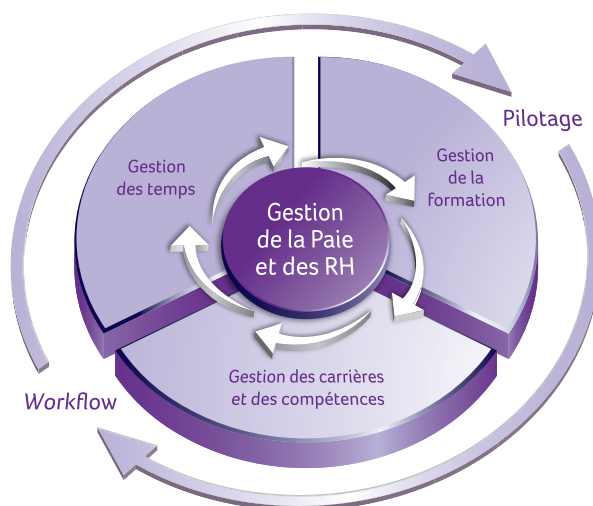 Pilotage
Gestion
des temps
Gestion
de la
formation
Gestion
de la Paie
et des RH
Gestion des carrières
et des compétences
Workflow